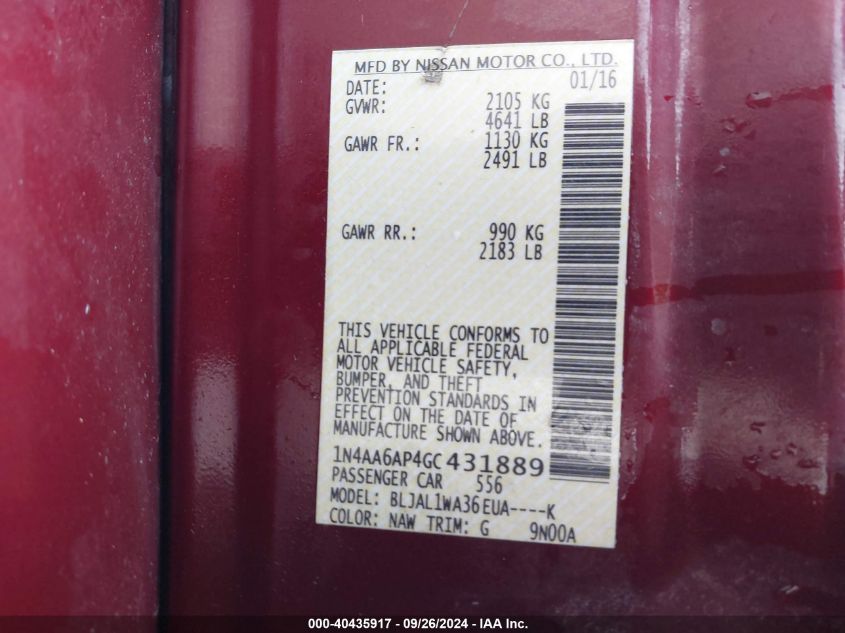 MFD BY NISSAN MOTOR CO., LTD.
DATE: 01/16
GVWR: 2105 KG
4641 LB
GAWR FR.: 1130 KG
2491 LB
GAWR RR.: 990 KG
2183 LB
THIS VEHICLE CONFORMS TO
ALL APPLICABLE FEDERAL
MOTOR VEHICLE SAFETY,
BUMPER, AND THEFT
PREVENTION STANDARDS IN
EFFECT ON THE DATE OF
MANUFACTURE SHOWN ABOVE.
1N4AA6AP4GC431889
PASSENGER CAR 556
MODEL: BLJAL1WA36EUA----K
COLOR: NAW TRIM: G 9N00A
000-40435917 - 09/26/2024 - IAA Inc.